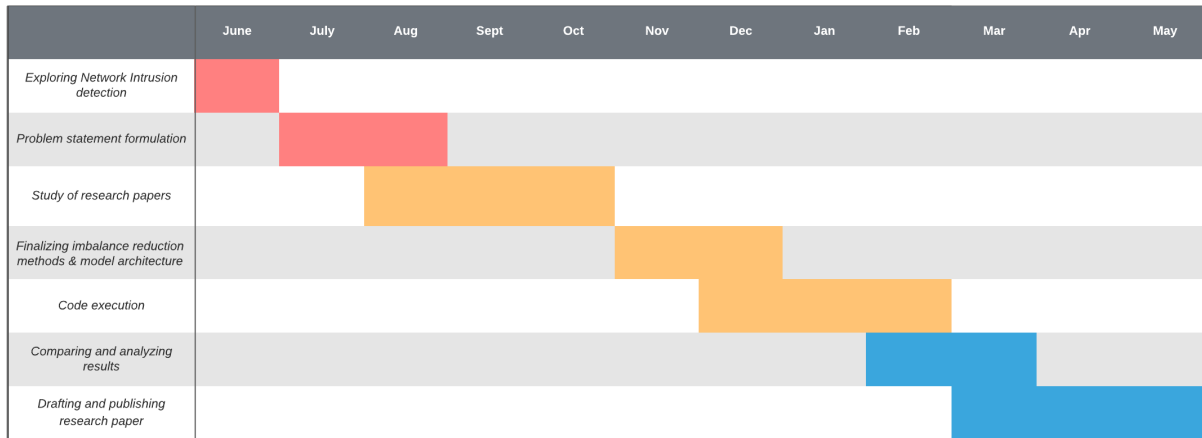 June July Aug Sept Oct Nov Dec Jan Feb Mar Apr May
Exploring Network Intrusion
detection
Problem statement formulation
Study of research papers
Finalizing imbalance reduction
methods & model architecture
Code execution
Comparing and analyzing
results
Drafting and publishing
research paper